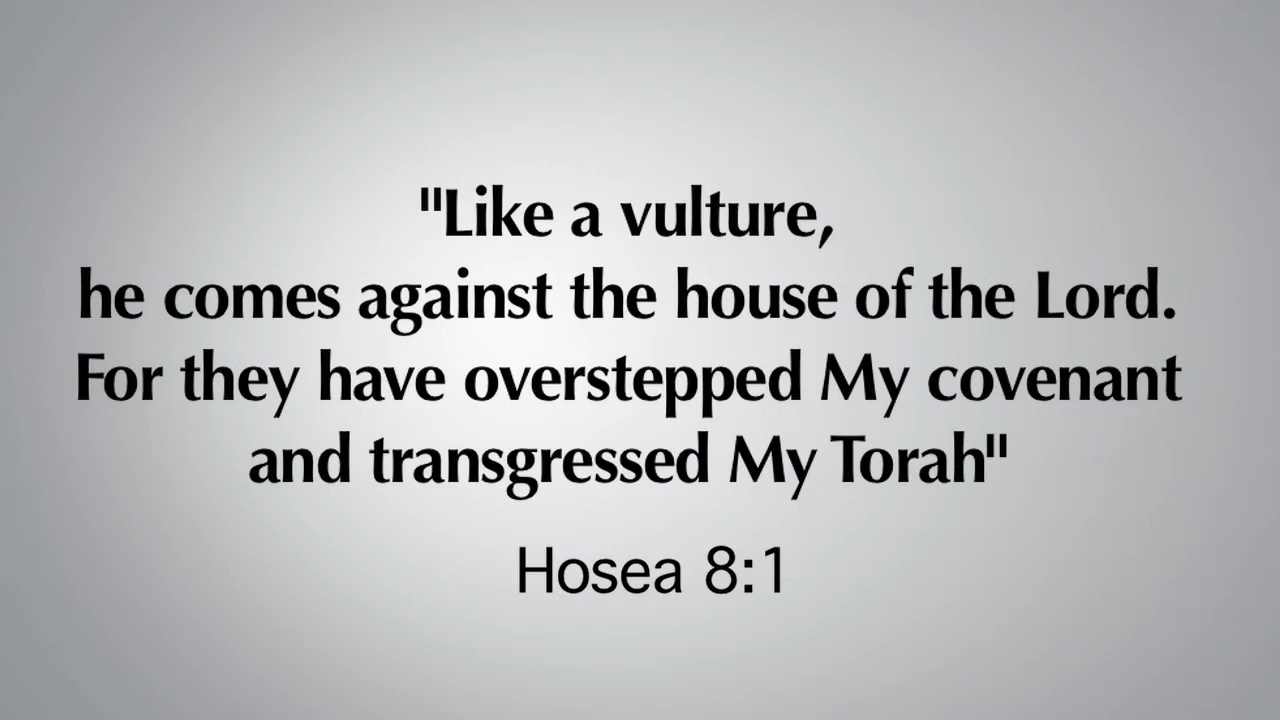 "Like a vulture,
he comes against the house of the Lord.
For they have overstepped My covenant
and transgressed My Torah"
Hosea 8:1